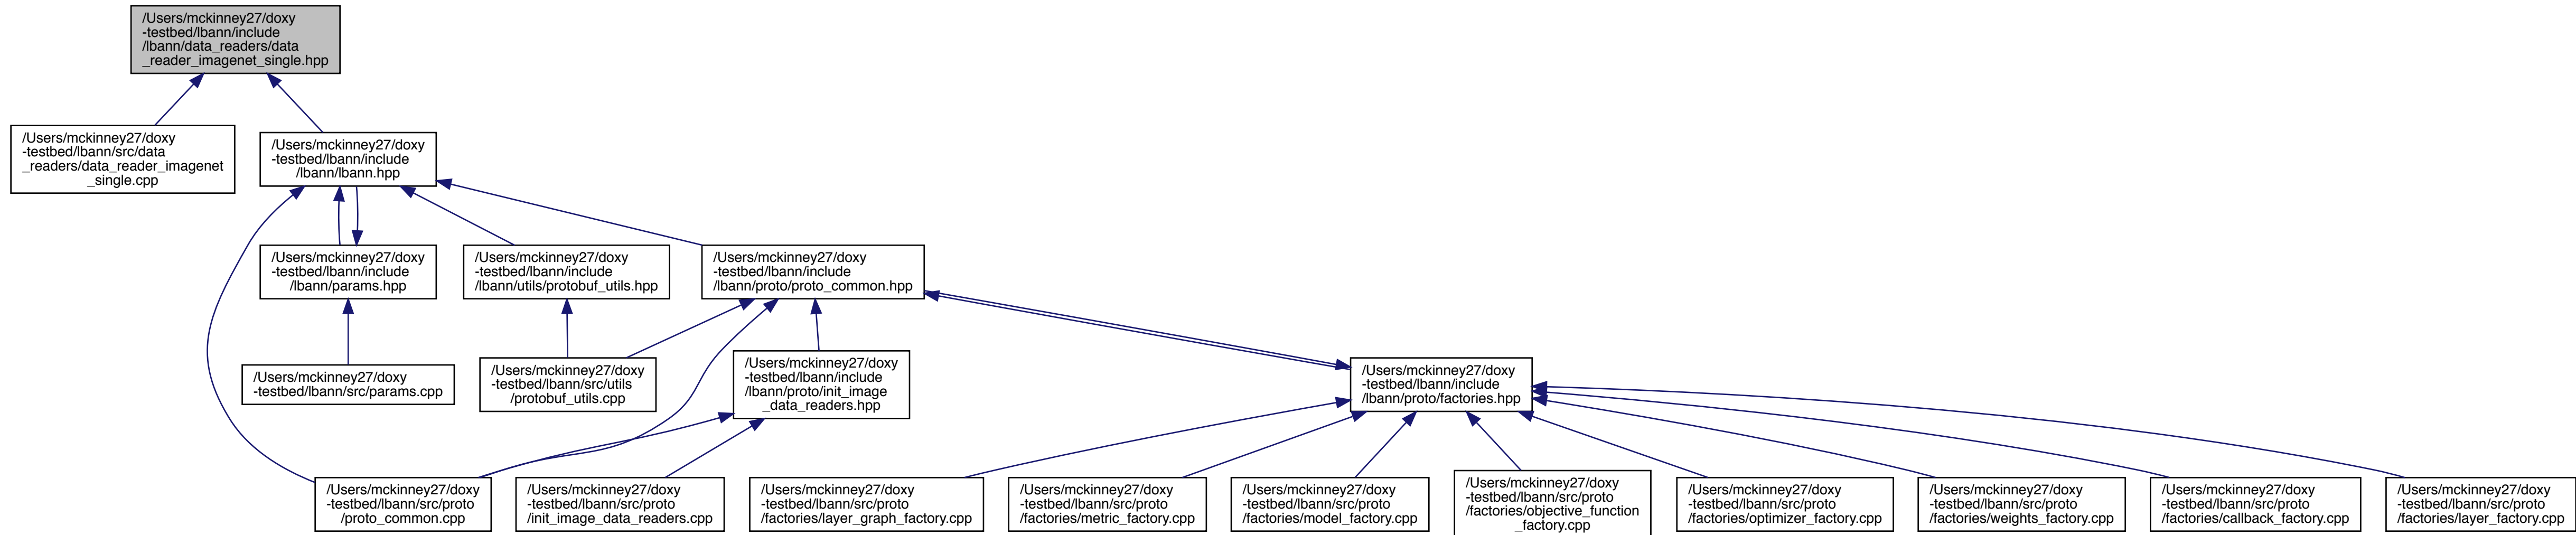 /Users/mckinney27/doxy
-testbed/lbann/include
/lbann/data_readers/data
_reader_imagenet_single.hpp
/Users/mckinney27/doxy
-testbed/lbann/src/data
_readers/data_reader_imagenet
_single.cpp
/Users/mckinney27/doxy
-testbed/lbann/include
/lbann/lbann.hpp
/Users/mckinney27/doxy
-testbed/lbann/include
/lbann/params.hpp
/Users/mckinney27/doxy
-testbed/lbann/include
/lbann/utils/protobuf_utils.hpp
/Users/mckinney27/doxy
-testbed/lbann/include
/lbann/proto/proto_common.hpp
/Users/mckinney27/doxy
-testbed/lbann/src/params.cpp
/Users/mckinney27/doxy
-testbed/lbann/src/utils
/protobuf_utils.cpp
/Users/mckinney27/doxy
-testbed/lbann/include
/lbann/proto/init_image
_data_readers.hpp
/Users/mckinney27/doxy
-testbed/lbann/include
/lbann/proto/factories.hpp
/Users/mckinney27/doxy
-testbed/lbann/src/proto
/proto_common.cpp
/Users/mckinney27/doxy
-testbed/lbann/src/proto
/init_image_data_readers.cpp
/Users/mckinney27/doxy
-testbed/lbann/src/proto
/factories/layer_graph_factory.cpp
/Users/mckinney27/doxy
-testbed/lbann/src/proto
/factories/metric_factory.cpp
/Users/mckinney27/doxy
-testbed/lbann/src/proto
/factories/model_factory.cpp
/Users/mckinney27/doxy
-testbed/lbann/src/proto
/factories/objective_function
_factory.cpp
/Users/mckinney27/doxy
-testbed/lbann/src/proto
/factories/optimizer_factory.cpp
/Users/mckinney27/doxy
-testbed/lbann/src/proto
/factories/weights_factory.cpp
/Users/mckinney27/doxy
-testbed/lbann/src/proto
/factories/callback_factory.cpp
/Users/mckinney27/doxy
-testbed/lbann/src/proto
/factories/layer_factory.cpp